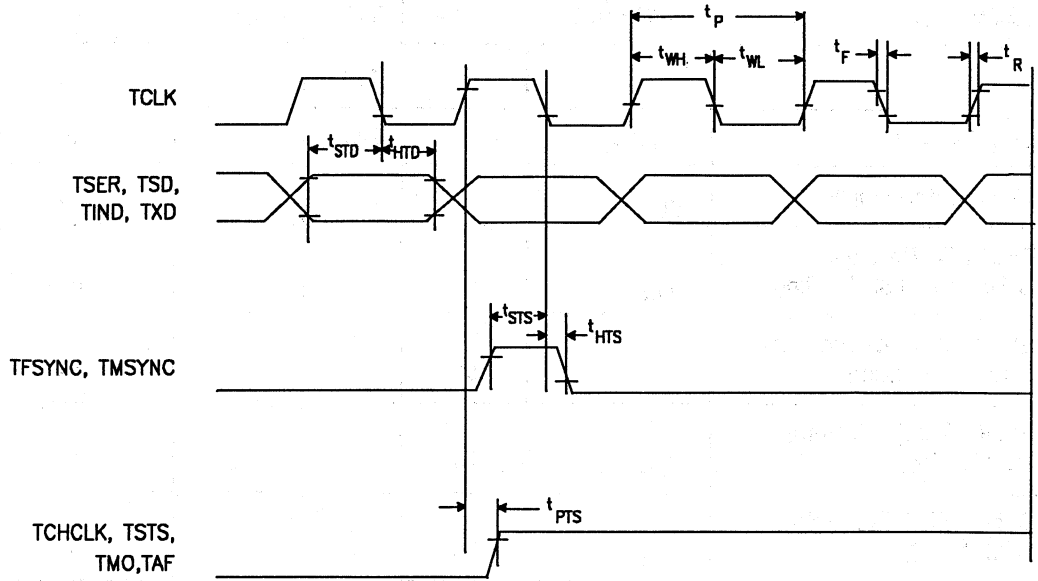 t_P
t_WH t_WL t_F t_R
TCLK
t_STD t_HTD
TSER, TSD,
TIND, TXD
t_STS
t_HTS
TFSYNC, TMSYNC
t_PTS
TCHCLK, TSTS,
TMO,TAF